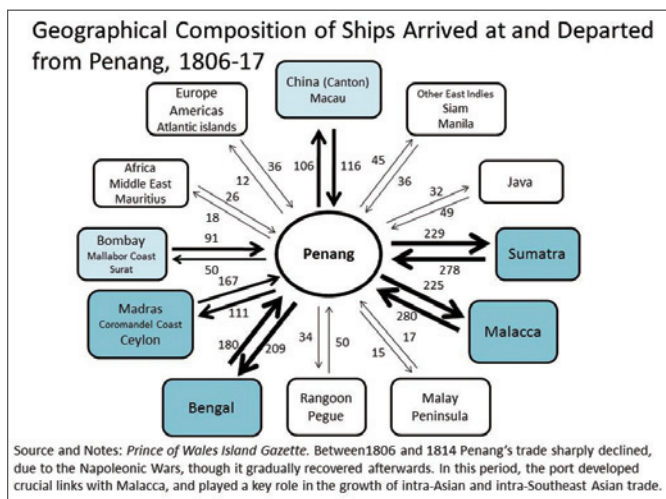 Geographical Composition of Ships Arrived at and Departed
from Penang, 1806-17
China (Canton)
Macau
Europe
Americas
Atlantic islands
Other East Indies
Siam
Manila
Africa
Middle East
Mauritius
Java
Bombay
Mallabor Coast
Surat
Penang
Sumatra
Madras
Coromandel Coast
Ceylon
Malacca
Bengal
Rangoon
Pegue
Malay
Peninsula
36
12
106
116
45
36
26
18
32
49
91
50
229
278
167
111
225
280
180
209
34
50
17
15
Source and Notes: Prince of Wales Island Gazette. Between1806 and 1814 Penang's trade sharply declined,
due to the Napoleonic Wars, though it gradually recovered afterwards. In this period, the port developed
crucial links with Malacca, and played a key role in the growth of intra-Asian and intra-Southeast Asian trade.